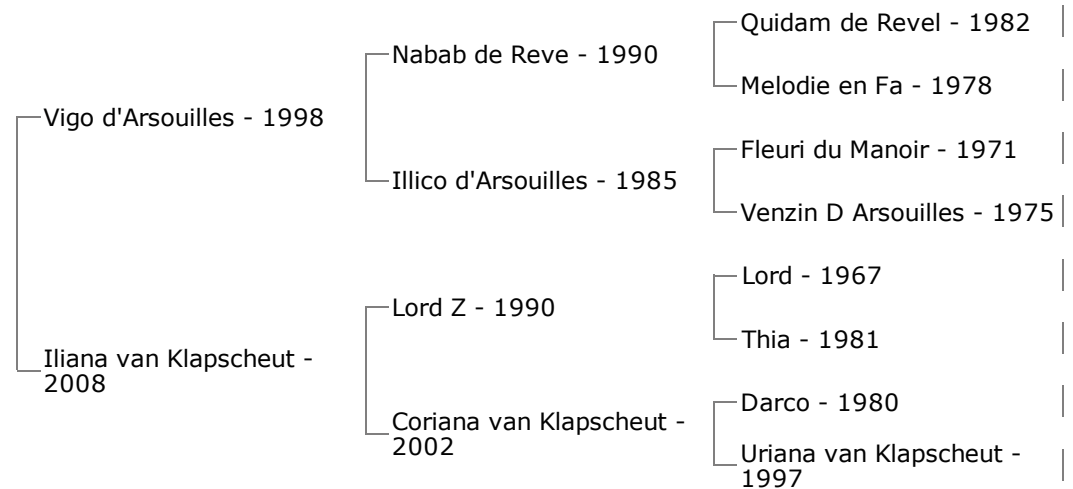 Quidam de Revel - 1982
Nabab de Reve - 1990
Melodie en Fa - 1978
Vigo d'Arsouilles - 1998
Fleuri du Manoir - 1971
Illico d'Arsouilles - 1985
Venzin D Arsouilles - 1975
Lord - 1967
Lord Z - 1990
Thia - 1981
Iliana van Klapscheut -
2008
Darco - 1980
Coriana van Klapscheut -
2002
Uriana van Klapscheut -
1997